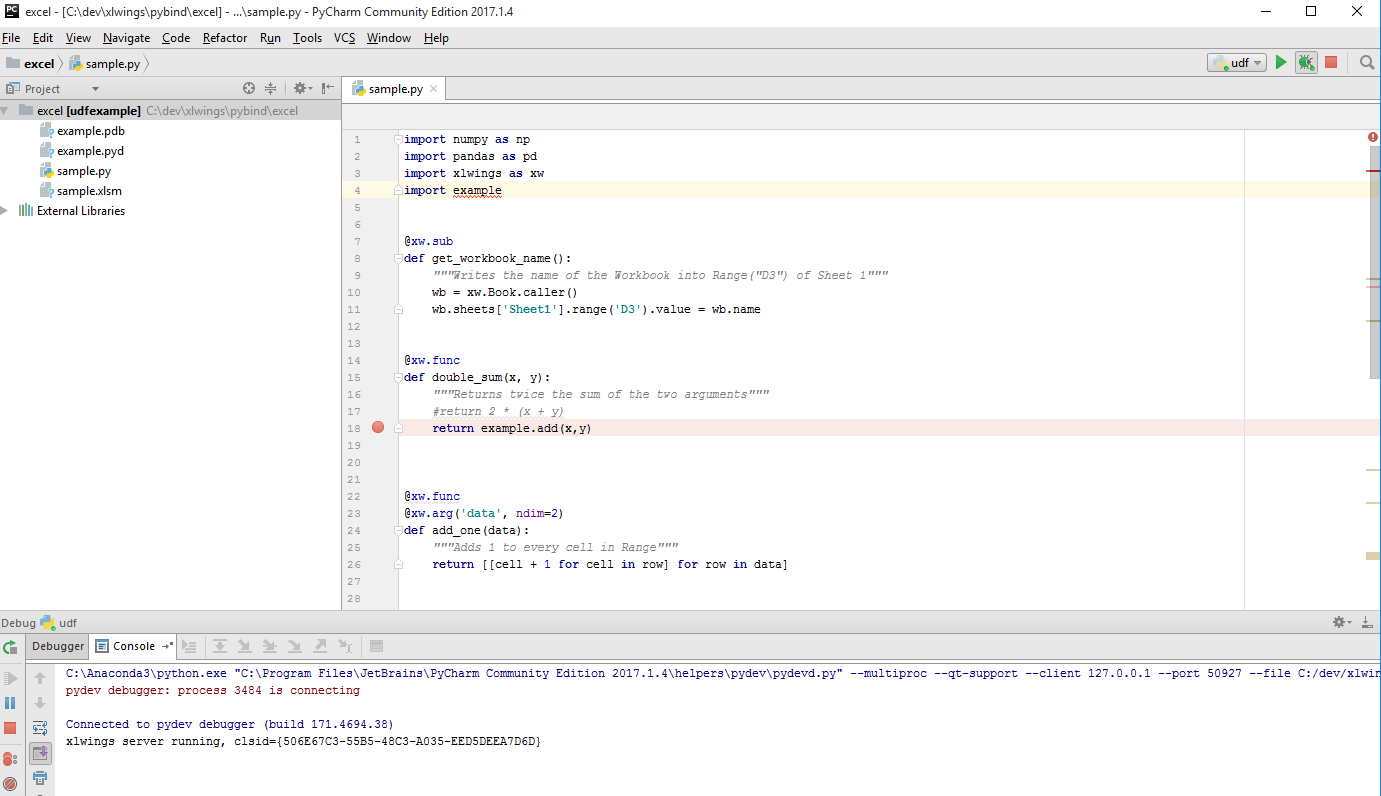 excel - [C:\dev\xlwings\pybind\excel] - ...\sample.py - PyCharm Community Edition 2017.1.4
File Edit View Navigate Code Refactor Run Tools VCS Window Help
excel sample.py udf
Project
sample.py
excel [udfexample] C:\dev\xlwings\pybind\excel
example.pdb
example.pyd
sample.py
sample.xlsm
External Libraries
1 import numpy as np
2 import pandas as pd
3 import xlwings as xw
4 import example
5
6
7 @xw.sub
8 def get_workbook_name():
9 """Writes the name of the Workbook into Range("D3") of Sheet 1"""
10 wb = xw.Book.caller()
11 wb.sheets['Sheet1'].range('D3').value = wb.name
12
13
14 @xw.func
15 def double_sum(x, y):
16 """Returns twice the sum of the two arguments"""
17 #return 2 * (x + y)
18 return example.add(x,y)
19
20
21
22 @xw.func
23 @xw.arg('data', ndim=2)
24 def add_one(data):
25 """Adds 1 to every cell in Range"""
26 return [[cell + 1 for cell in row] for row in data]
27
28
Debug udf
Debugger Console
C:\Anaconda3\python.exe "C:\Program Files\JetBrains\PyCharm Community Edition 2017.1.4\helpers\pydev\pydevd.py" --multiproc --qt-support --client 127.0.0.1 --port 50927 --file C:/dev/xlwin
pydev debugger: process 3484 is connecting
Connected to pydev debugger (build 171.4694.38)
xlwings server running, clsid={506E67C3-55B5-48C3-A035-EED5DEEA7D6D}